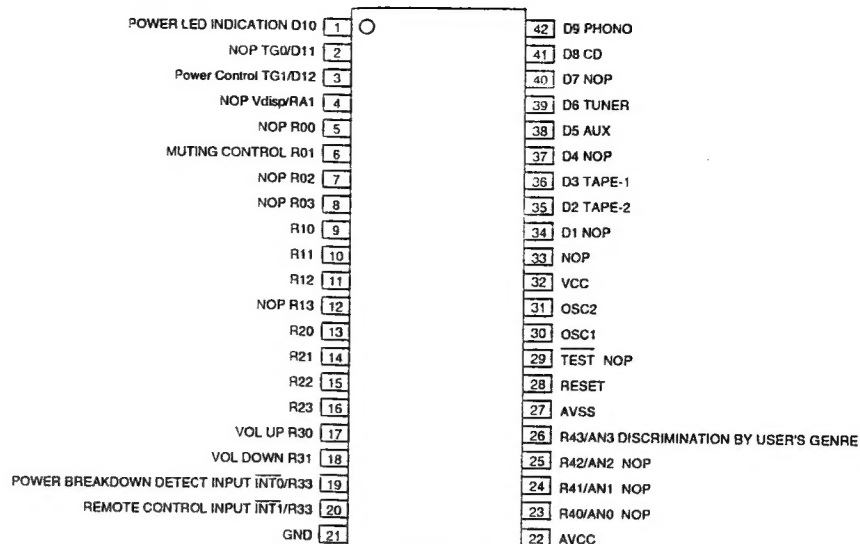 POWER LED INDICATION D10 1
NOP TG0/D11 2
Power Control TG1/D12 3
NOP Vdisp/RA1 4
NOP R00 5
MUTING CONTROL R01 6
NOP R02 7
NOP R03 8
R10 9
R11 10
R12 11
NOP R13 12
R20 13
R21 14
R22 15
R23 16
VOL UP R30 17
VOL DOWN R31 18
POWER BREAKDOWN DETECT INPUT INT0/R33 19
REMOTE CONTROL INPUT INT1/R33 20
GND 21
42 D9 PHONO
41 D8 CD
40 D7 NOP
39 D6 TUNER
38 D5 AUX
37 D4 NOP
36 D3 TAPE-1
35 D2 TAPE-2
34 D1 NOP
33 NOP
32 VCC
31 OSC2
30 OSC1
29 TEST NOP
28 RESET
27 AVSS
26 R43/AN3 DISCRIMINATION BY USER'S GENRE
25 R42/AN2 NOP
24 R41/AN1 NOP
23 R40/AN0 NOP
22 AVCC